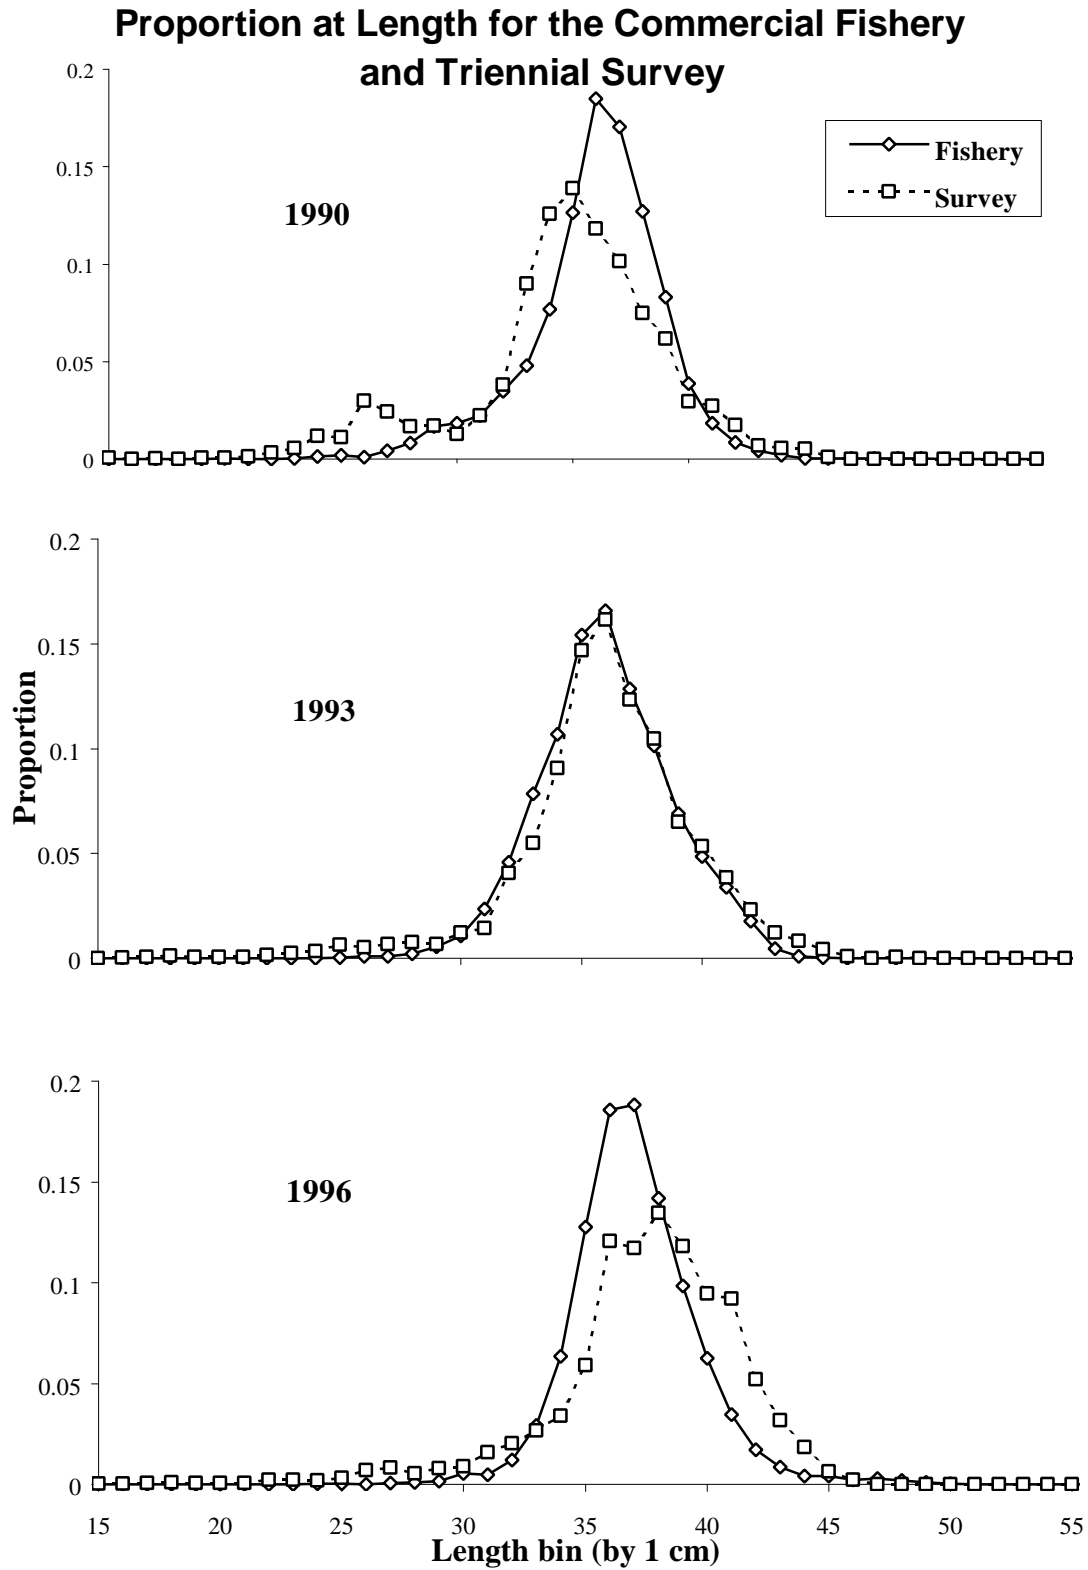 Proportion at Length for the Commercial Fishery
and Triennial Survey
0.2
0.15
0.1
0.05
0
1990
Fishery
Survey
0.2
0.15
0.1
0.05
0
1993
Proportion
0.2
0.15
0.1
0.05
0
1996
15 20 25 30 35 40 45 50 55
Length bin (by 1 cm)